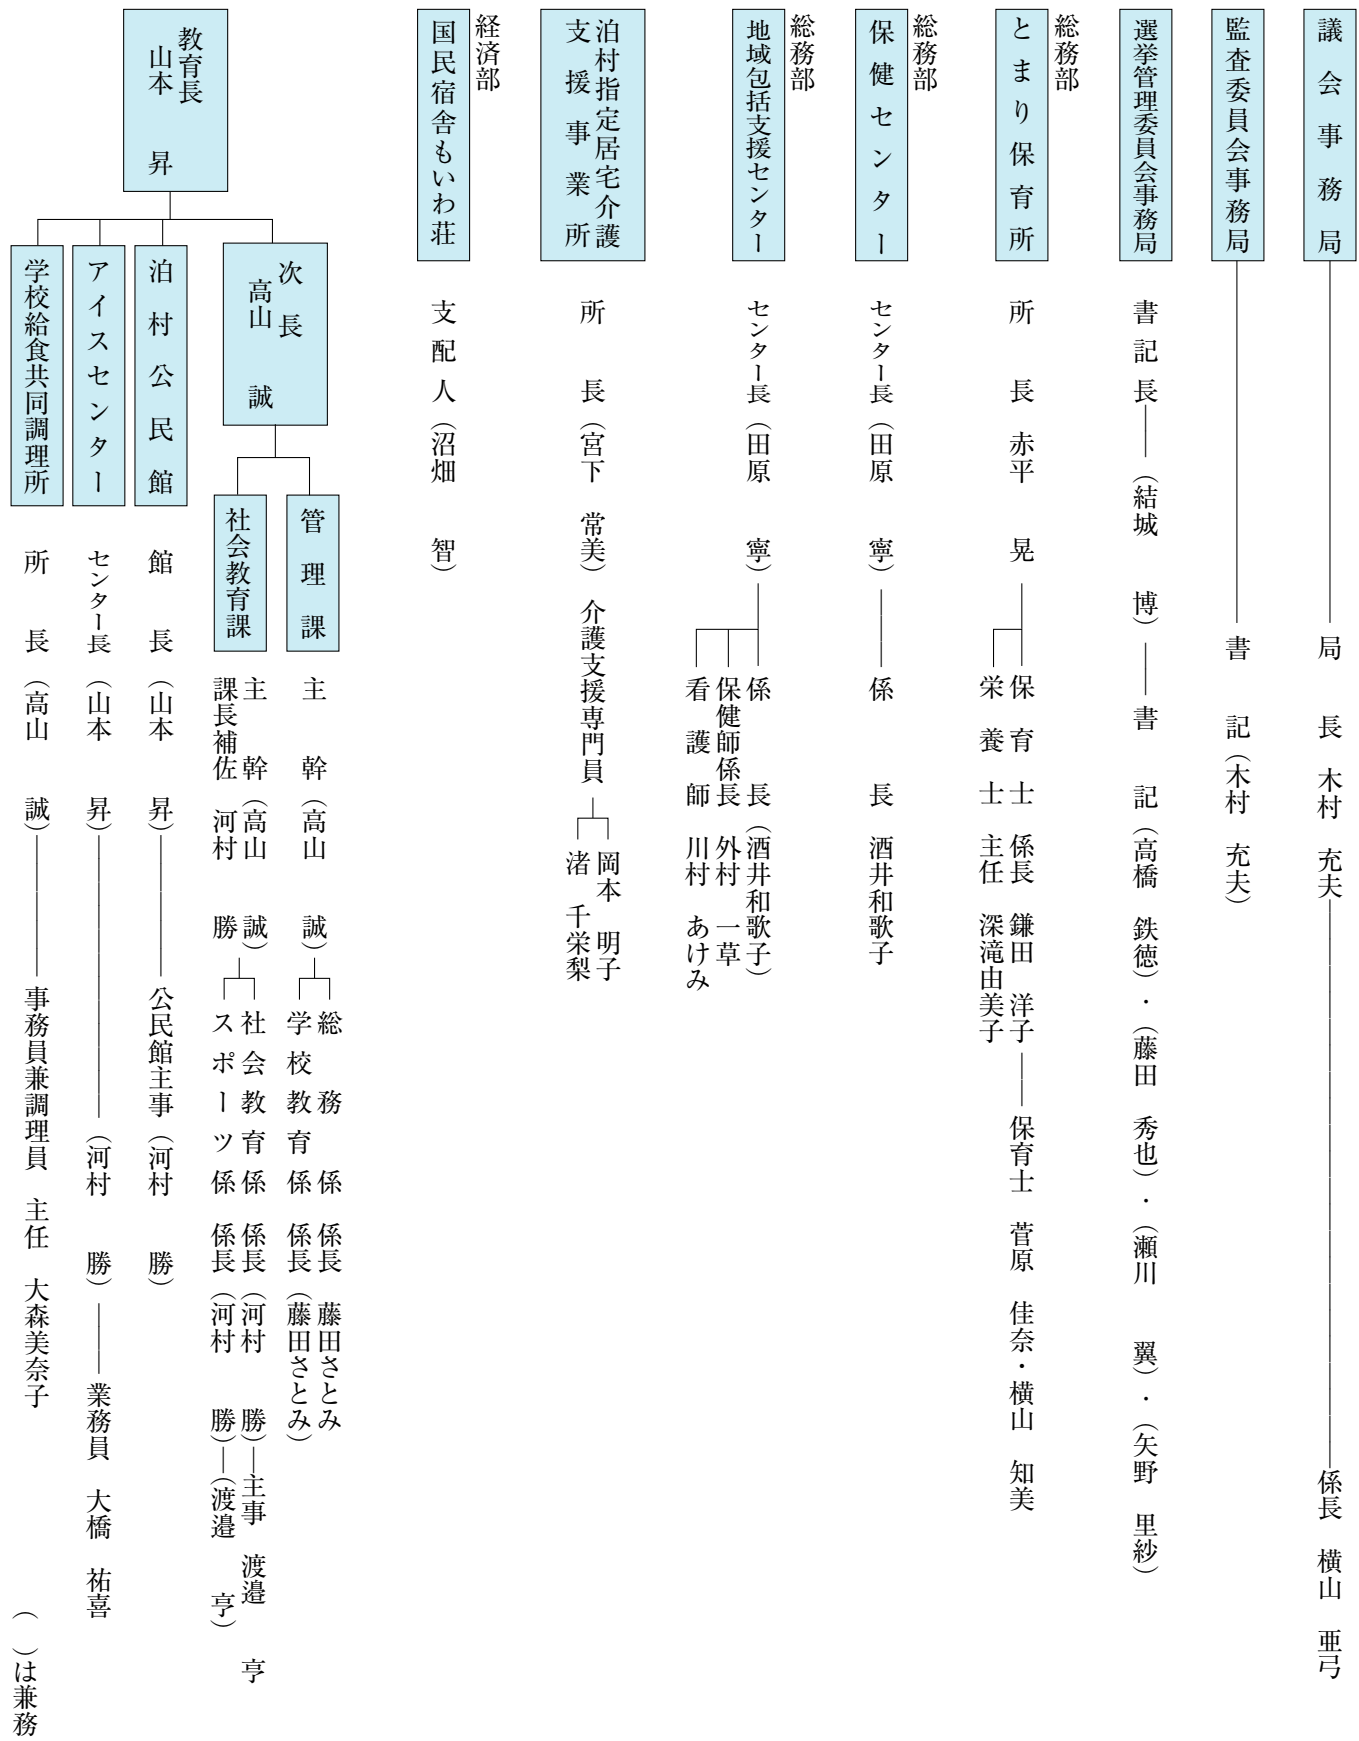 議会事務局
局長 木村 充夫
係長 横山 亜弓
監査委員会事務局
書記(木村 充夫)
選挙管理委員会事務局
書記長
(結城 博)
書記(高橋 鉄徳)・(藤田 秀也)・(瀬川 翼)・(矢野 里紗)
総務部
とまり保育所
所長 赤平 晃
保育士 係長 鎌田 洋子
保育士 菅原 佳奈・横山 知美
栄養士 主任 深滝由美子
総務部
保健センター
センター長(田原 寧)
係長 酒井和歌子
総務部
地域包括支援センター
センター長(田原 寧)
係長(酒井和歌子)
保健師係長 外村 一草
看護師 川村 あけみ
泊村指定居宅介護
支援事業所
所長(宮下 常美)
介護支援専門員
岡本 明子
渚 千栄梨
経済部
国民宿舎もいわ荘
支配人(沼畑 智)
教育長
山本 昇
次長
高山 誠
管理課
主幹(高山 誠)
総務係 係長 藤田さとみ
学校教育係 係長(藤田さとみ)
社会教育課
主幹(高山 誠)
課長補佐 河村 勝
社会教育係 係長(河村 勝)
主事 渡邉 亨
スポーツ係 係長(河村 勝)
(渡邉 亨)
泊村公民館
館長(山本 昇)
公民館主事(河村 勝)
アイスセンター
センター長(山本 昇)
(河村 勝)
業務員 大橋 祐喜
学校給食共同調理所
所長(高山 誠)
事務員兼調理員 主任 大森美奈子
( )は兼務